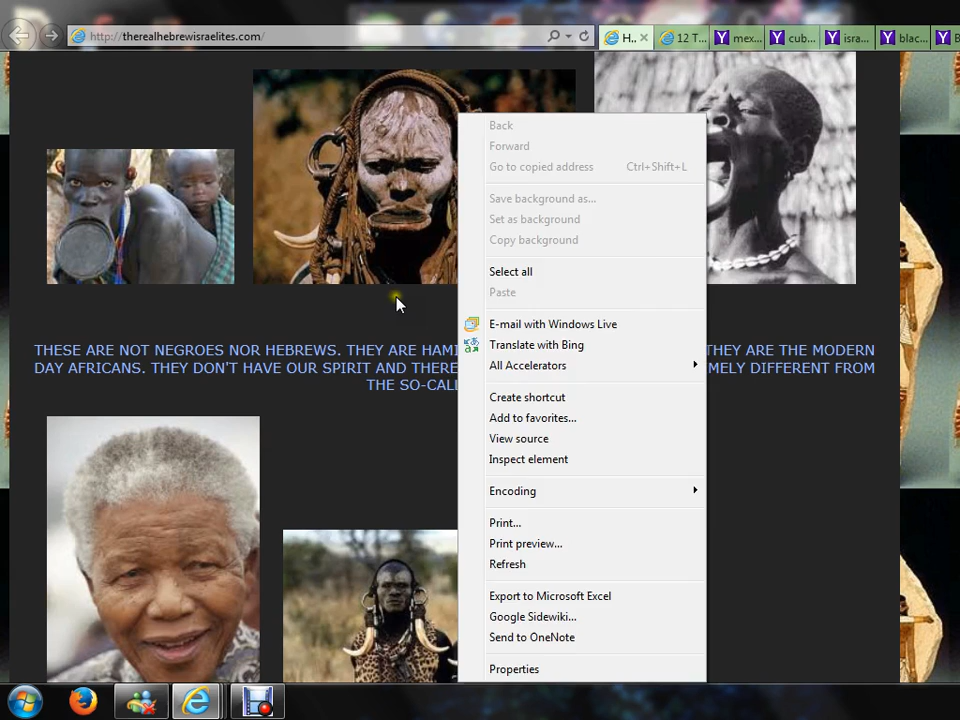 http://therealhebrewisraelites.com/
H..
12 T...
mex...
cub...
isra...
blac...
B
Back
Forward
Go to copied address Ctrl+Shift+L
Save background as...
Set as background
Copy background
Select all
Paste
E-mail with Windows Live
Translate with Bing
All Accelerators
Create shortcut
Add to favorites...
View source
Inspect element
Encoding
Print...
Print preview...
Refresh
Export to Microsoft Excel
Google Sidewiki...
Send to OneNote
Properties
THESE ARE NOT NEGROES NOR HEBREWS. THEY ARE HAMI THEY ARE THE MODERN
DAY AFRICANS. THEY DON'T HAVE OUR SPIRIT AND THERE MELY DIFFERENT FROM
THE SO-CALL